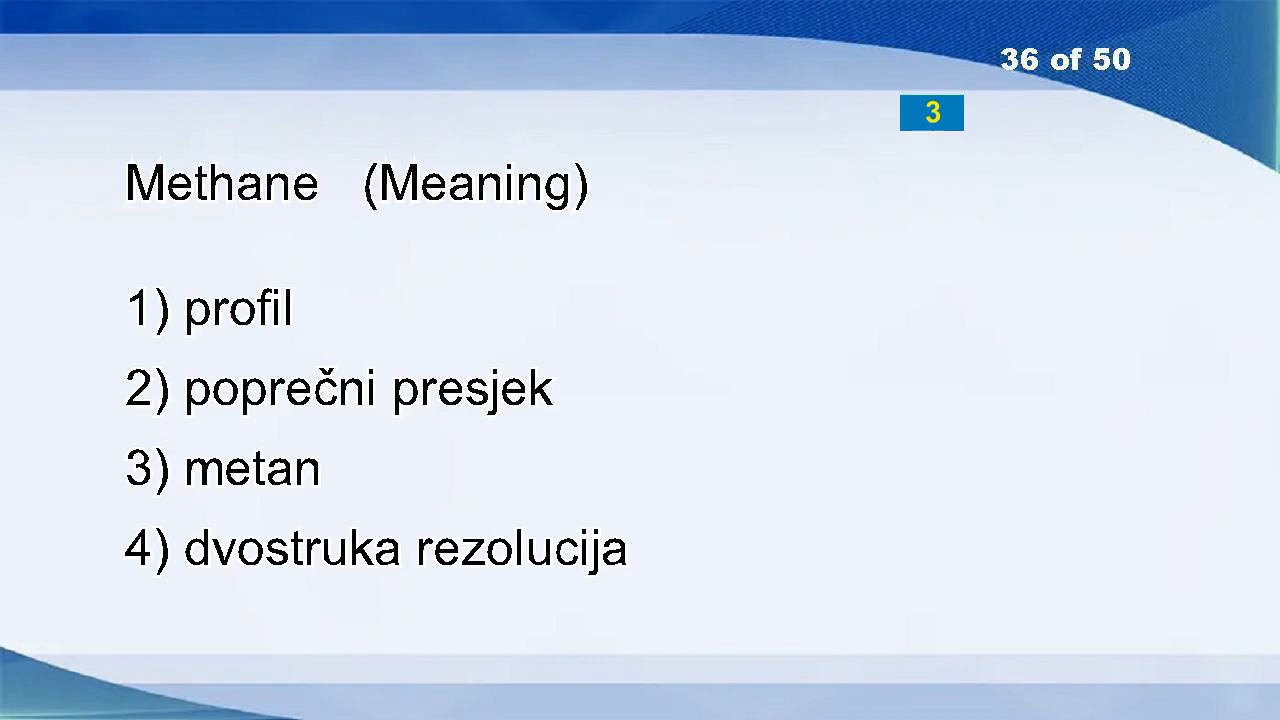 36 of 50
3
Methane (Meaning)
1) profil
2) poprečni presjek
3) metan
4) dvostruka rezolucija